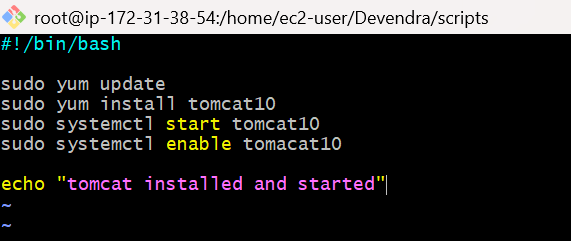 root@ip-172-31-38-54:/home/ec2-user/Devendra/scripts
#!/bin/bash
sudo yum update
sudo yum install tomcat10
sudo systemctl start tomcat10
sudo systemctl enable tomacat10
echo "tomcat installed and started"
~
~